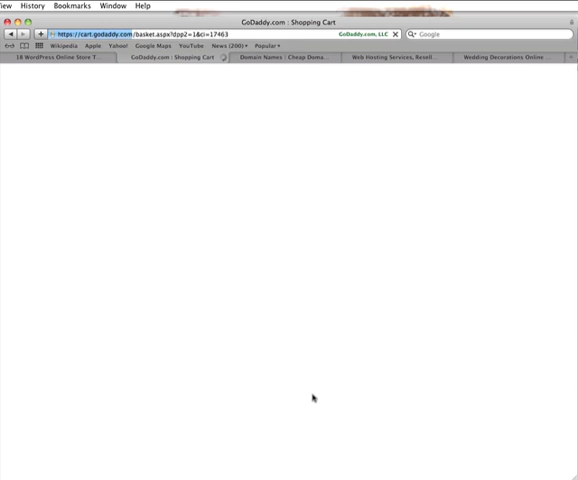 History Bookmarks Window Help
GoDaddy.com : Shopping Cart
https://cart.godaddy.com/basket.aspx?dpp2=1&ci=17463 GoDaddy.com, LLC Google
Wikipedia Apple Yahoo! Google Maps YouTube News (200) Popular
18 WordPress Online Store T... GoDaddy.com : Shopping Cart Domain Names | Cheap Doma... Web Hosting Services, Resell... Wedding Decorations Online ...